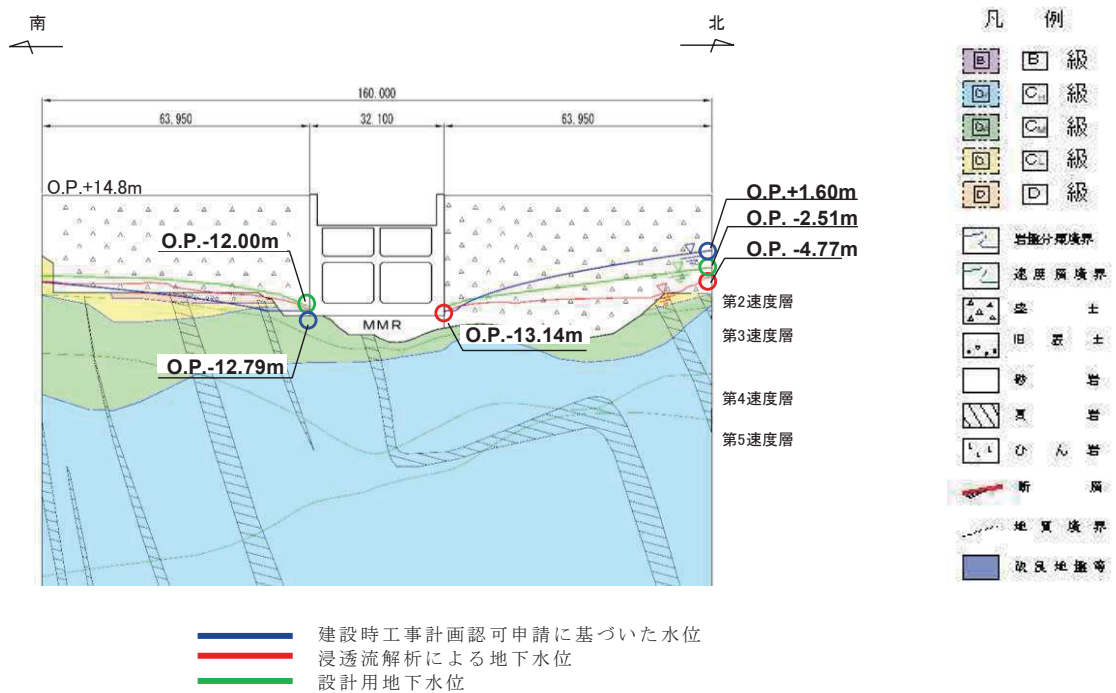 南
北
160.000
63.950
32.100
63.950
O.P.+14.8m
O.P.+1.60m
O.P. -2.51m
O.P. -4.77m
O.P.-12.00m
O.P.-12.79m
O.P.-13.14m
MMR
第2速度層
第3速度層
第4速度層
第5速度層
凡 例
B B 級
CH 級
CM 級
CL 級
D D 級
岩盤分類境界
速度層境界
盛 土
旧 表 土
砂 岩
頁 岩
ひ ん 岩
断 層
地 質 境 界
改 良 地 盤 等
建設時工事計画認可申請に基づいた水位
浸透流解析による地下水位
設計用地下水位